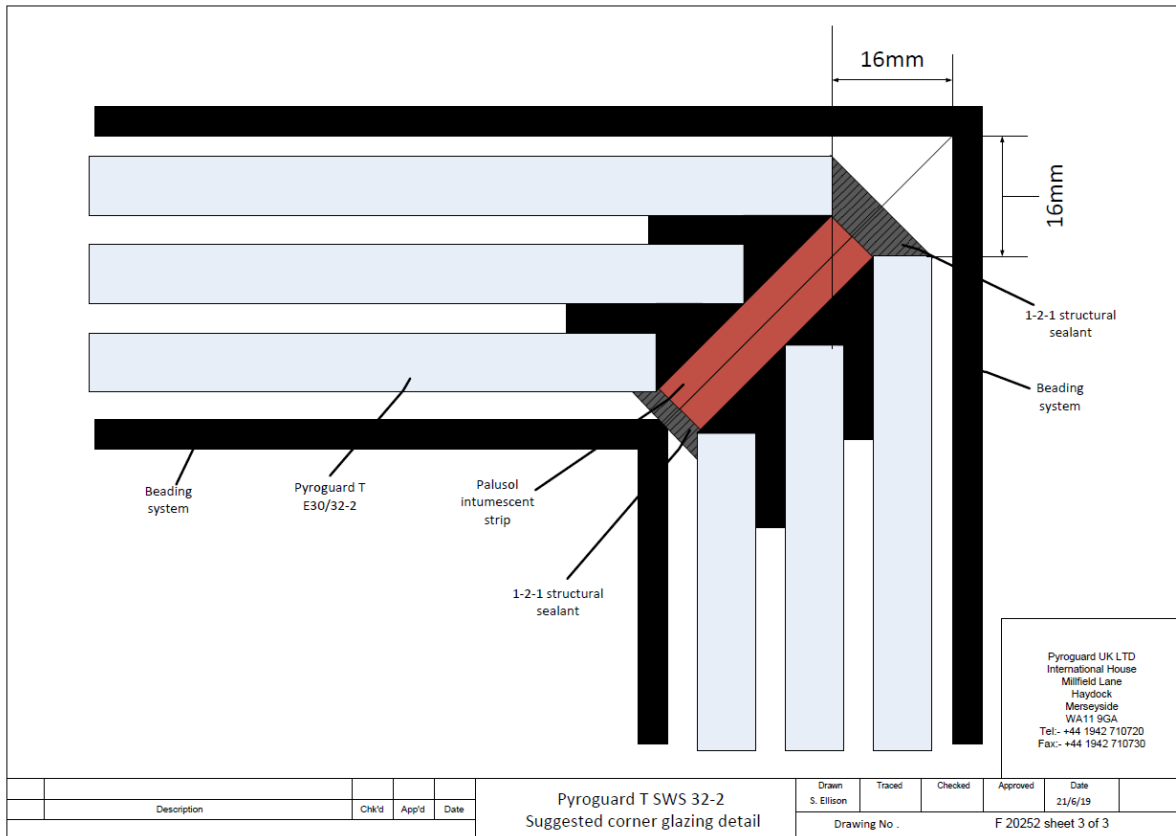 16mm
16mm
1-2-1 structural
sealant
Beading
system
Beading
system
Pyroguard T
E30/32-2
Palusol
intumescent
strip
1-2-1 structural
sealant
Pyroguard UK LTD
International House
Millfield Lane
Haydock
Merseyside
WA11 9GA
Tel:- +44 1942 710720
Fax:- +44 1942 710730
Description Chk'd App'd Date
Pyroguard T SWS 32-2
Suggested corner glazing detail
Drawn Traced Checked Approved Date
S. Ellison 21/6/19
Drawing No . F 20252 sheet 3 of 3